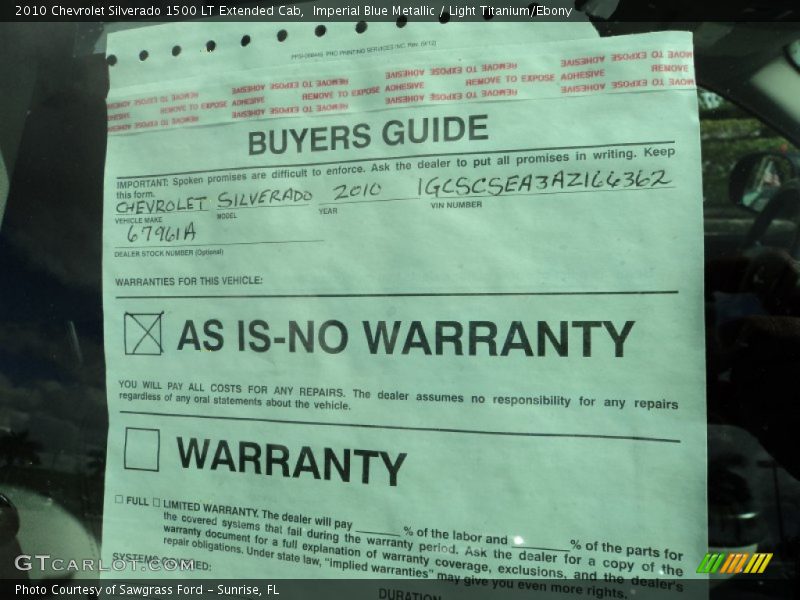 2010 Chevrolet Silverado 1500 LT Extended Cab, Imperial Blue Metallic / Light Titanium/Ebony
REMOVE TO EXPOSE ADHESIVE
BUYERS GUIDE
IMPORTANT: Spoken promises are difficult to enforce. Ask the dealer to put all promises in writing. Keep
this form.
CHEVROLET SILVERADO 2010 1GCSCSEA3AZ164362
VEHICLE MAKE MODEL YEAR VIN NUMBER
67961A
DEALER STOCK NUMBER (Optional)
WARRANTIES FOR THIS VEHICLE:
AS IS-NO WARRANTY
YOU WILL PAY ALL COSTS FOR ANY REPAIRS. The dealer assumes no responsibility for any repairs
regardless of any oral statements about the vehicle.
WARRANTY
FULL LIMITED WARRANTY. The dealer will pay ______ % of the labor and ______ % of the parts for
the covered systems that fail during the warranty period. Ask the dealer for a copy of the
warranty document for a full explanation of warranty coverage, exclusions, and the dealer's
repair obligations. Under state law, "implied warranties" may give you even more rights.
DURATION
GTCARLOT.COM
Photo Courtesy of Sawgrass Ford - Sunrise, FL